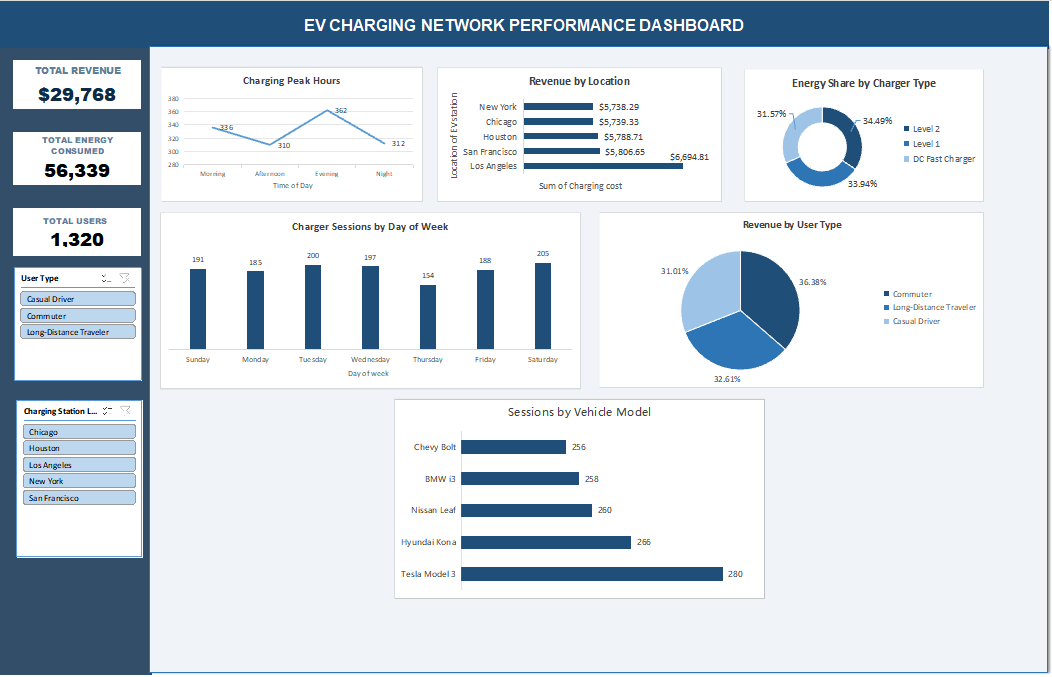 EV CHARGING NETWORK PERFORMANCE DASHBOARD
TOTAL REVENUE
$29,768
TOTAL ENERGY
CONSUMED
56,339
TOTAL USERS
1,320
User Type
Casual Driver
Commuter
Long-Distance Traveler
Charging Station L...
Chicago
Houston
Los Angeles
New York
San Francisco
Charging Peak Hours
380
360
340
320
300
280
336
310
362
312
Morning
Afternoon
Evening
Night
Time of Day
Revenue by Location
Location of EV station
New York
$5,738.29
Chicago
$5,739.33
Houston
$5,788.71
San Francisco
$5,806.65
Los Angeles
$6,694.81
Sum of Charging cost
Energy Share by Charger Type
31.57%
34.49%
33.94%
Level 2
Level 1
DC Fast Charger
Charger Sessions by Day of Week
191
185
200
197
154
188
205
Sunday
Monday
Tuesday
Wednesday
Thursday
Friday
Saturday
Day of week
Revenue by User Type
31.01%
36.38%
32.61%
Commuter
Long-Distance Traveler
Casual Driver
Sessions by Vehicle Model
Chevy Bolt
256
BMW i3
258
Nissan Leaf
260
Hyundai Kona
266
Tesla Model 3
280